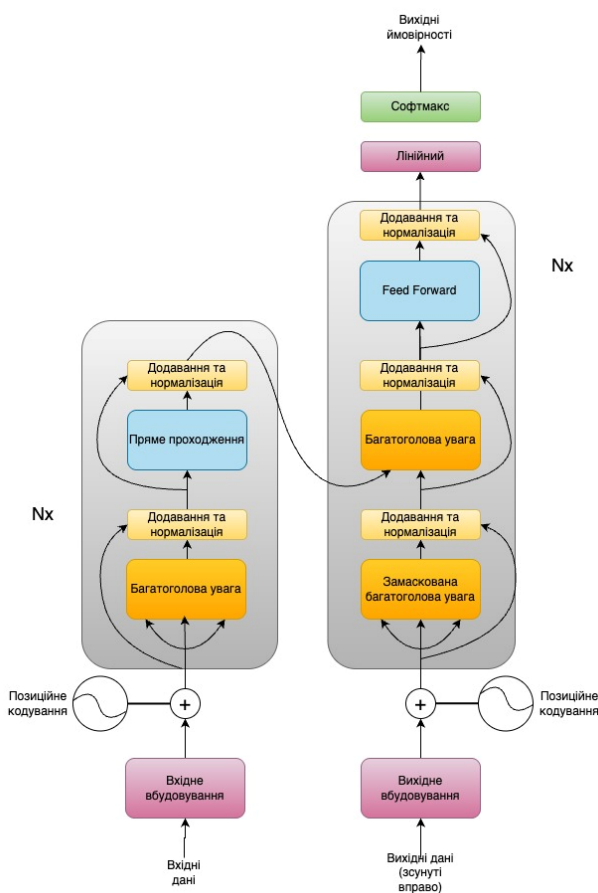 Вихідні
ймовірності
Софтмакс
Лінійний
Додавання та
нормалізація
Nx
Feed Forward
Додавання та
нормалізація
Додавання та
нормалізація
Багатоголова увага
Пряме проходження
Nx
Додавання та
нормалізація
Додавання та
нормалізація
Багатоголова увага
Замаскована
багатоголова увага
Позиційне
кодування
+
+
Позиційне
кодування
Вхідне
вбудовування
Вихідне
вбудовування
Вхідні
дані
Вихідні дані
(зсунуті
вправо)